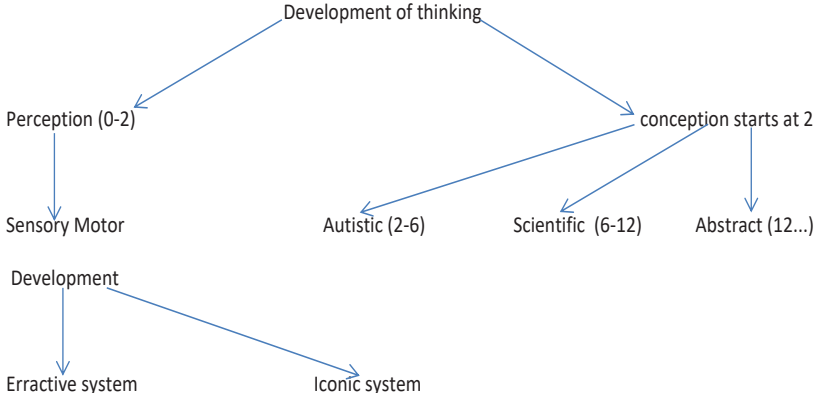 Development of thinking
Perception (0-2) conception starts at 2
Sensory Motor Autistic (2-6) Scientific (6-12) Abstract (12...)
Development
Erractive system Iconic system